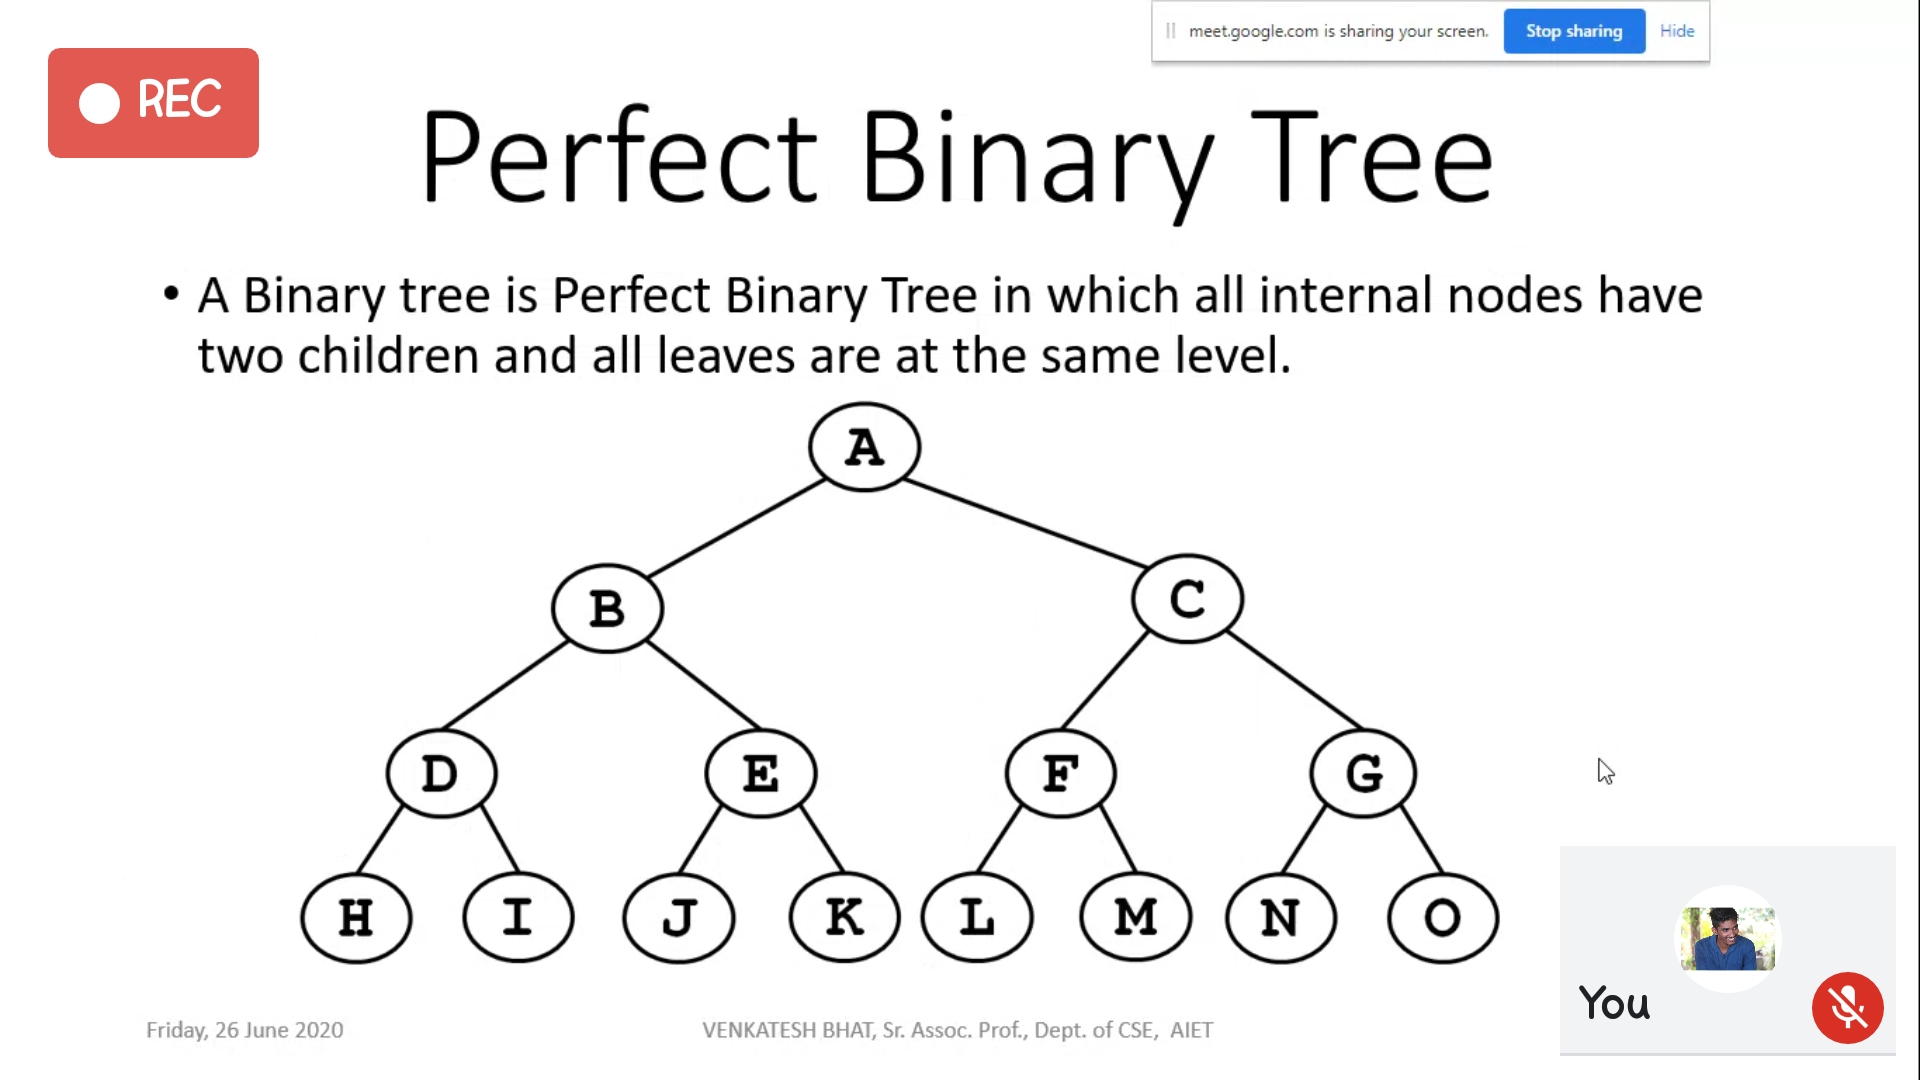 meet.google.com is sharing your screen. Stop sharing Hide
REC
Perfect Binary Tree
• A Binary tree is Perfect Binary Tree in which all internal nodes have
two children and all leaves are at the same level.
A
B C
D E F G
H I J K L M N O
You
Friday, 26 June 2020 VENKATESH BHAT, Sr. Assoc. Prof., Dept. of CSE, AIET